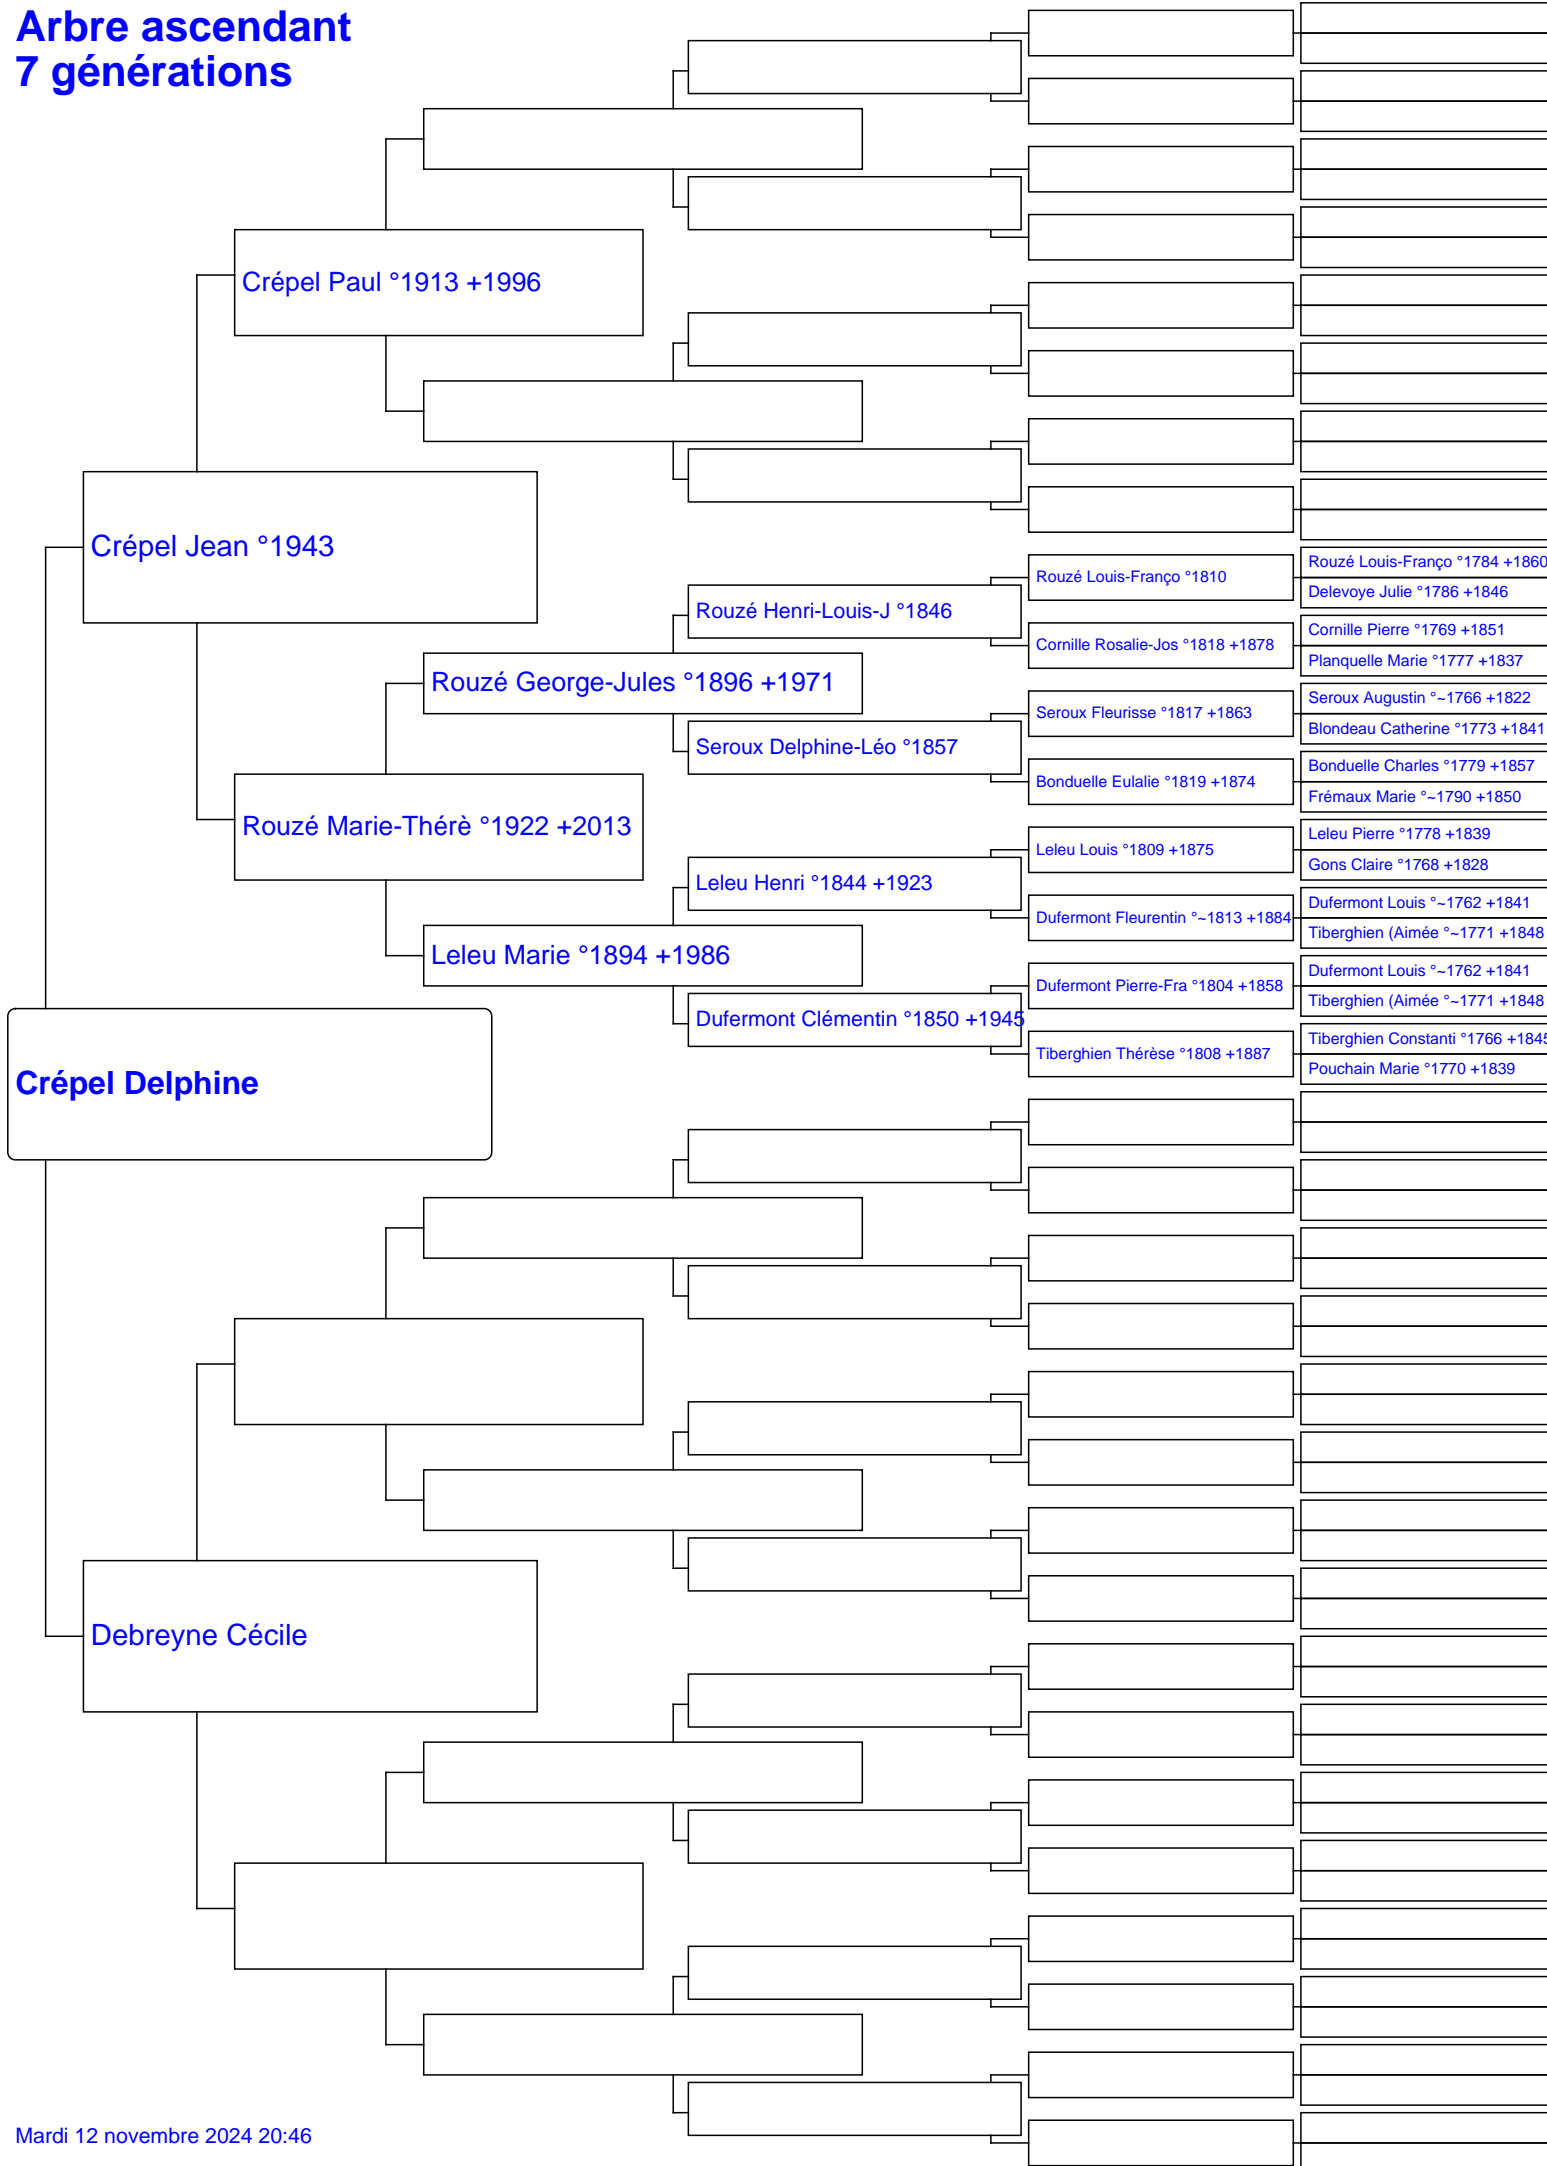 Arbre ascendant
7 générations
Crépel Paul °1913 +1996
Crépel Jean °1943
Rouzé Louis-Franço °1784 +1860
Rouzé Louis-Franço °1810
Delevoye Julie °1786 +1846
Rouzé Henri-Louis-J °1846
Cornille Pierre °1769 +1851
Cornille Rosalie-Jos °1818 +1878
Planquelle Marie °1777 +1837
Rouzé George-Jules °1896 +1971
Seroux Augustin °~1766 +1822
Seroux Fleurisse °1817 +1863
Blondeau Catherine °1773 +1841
Seroux Delphine-Léo °1857
Bonduelle Charles °1779 +1857
Bonduelle Eulalie °1819 +1874
Frémaux Marie °~1790 +1850
Rouzé Marie-Thérè °1922 +2013
Leleu Pierre °1778 +1839
Leleu Louis °1809 +1875
Gons Claire °1768 +1828
Leleu Henri °1844 +1923
Dufermont Louis °~1762 +1841
Dufermont Fleurentin °~1813 +1884
Tiberghien (Aimée °~1771 +1848
Leleu Marie °1894 +1986
Dufermont Louis °~1762 +1841
Dufermont Pierre-Fra °1804 +1858
Tiberghien (Aimée °~1771 +1848
Dufermont Clémentin °1850 +1945
Tiberghien Constanti °1766 +1845
Tiberghien Thérèse °1808 +1887
Pouchain Marie °1770 +1839
Crépel Delphine
Debreyne Cécile
Mardi 12 novembre 2024 20:46